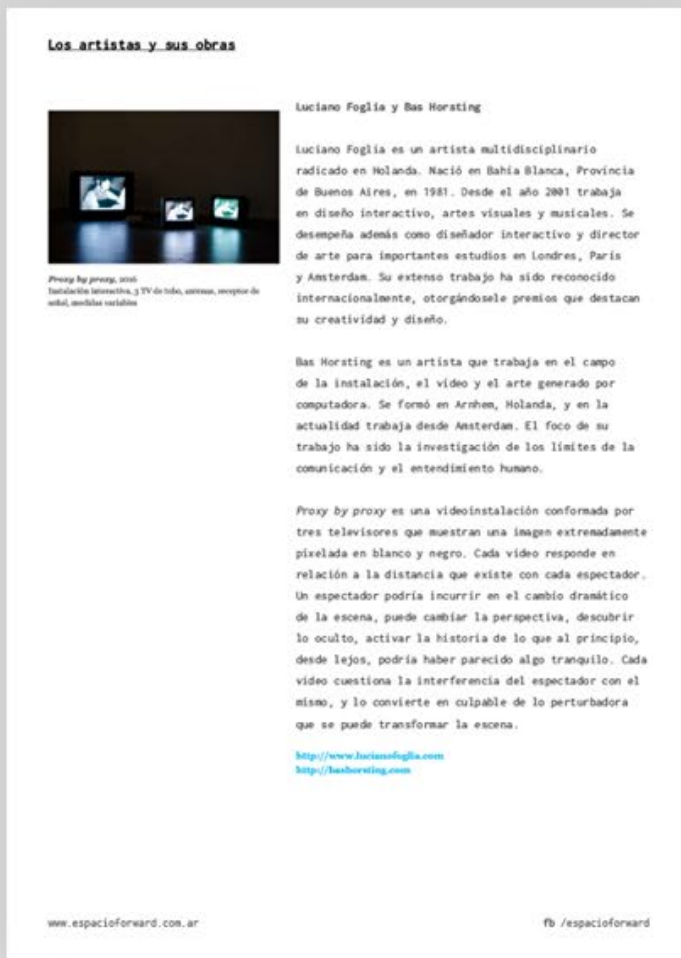 Los artistas y sus obras
Proxy by proxy, 2016
Instalación interactiva, 3 TV de tubo, antenas, receptor de
señal, medidas variables
Luciano Foglia y Bas Horsting
Luciano Foglia es un artista multidisciplinario
radicado en Holanda. Nació en Bahía Blanca, Provincia
de Buenos Aires, en 1981. Desde el año 2001 trabaja
en diseño interactivo, artes visuales y musicales. Se
desempeña además como diseñador interactivo y director
de arte para importantes estudios en Londres, París
y Amsterdam. Su extenso trabajo ha sido reconocido
internacionalmente, otorgándosele premios que destacan
su creatividad y diseño.
Bas Horsting es un artista que trabaja en el campo
de la instalación, el video y el arte generado por
computadora. Se formó en Arnhem, Holanda, y en la
actualidad trabaja desde Amsterdam. El foco de su
trabajo ha sido la investigación de los límites de la
comunicación y el entendimiento humano.
Proxy by proxy es una videoinstalación conformada por
tres televisores que muestran una imagen extremadamente
pixelada en blanco y negro. Cada video responde en
relación a la distancia que existe con cada espectador.
Un espectador podría incurrir en el cambio dramático
de la escena, puede cambiar la perspectiva, descubrir
lo oculto, activar la historia de lo que al principio,
desde lejos, podría haber parecido algo tranquilo. Cada
video cuestiona la interferencia del espectador con el
mismo, y lo convierte en culpable de lo perturbadora
que se puede transformar la escena.
http://www.lucianofoglia.com
http://bashorsting.com
www.espacioforward.com.ar
fb /espacioforward